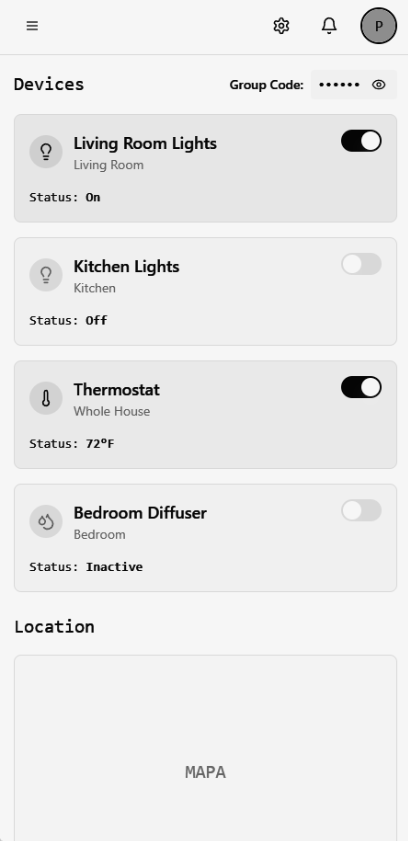 P
Devices
Group Code: ••••••
Living Room Lights
Living Room
Status: On
Kitchen Lights
Kitchen
Status: Off
Thermostat
Whole House
Status: 72°F
Bedroom Diffuser
Bedroom
Status: Inactive
Location
MAPA